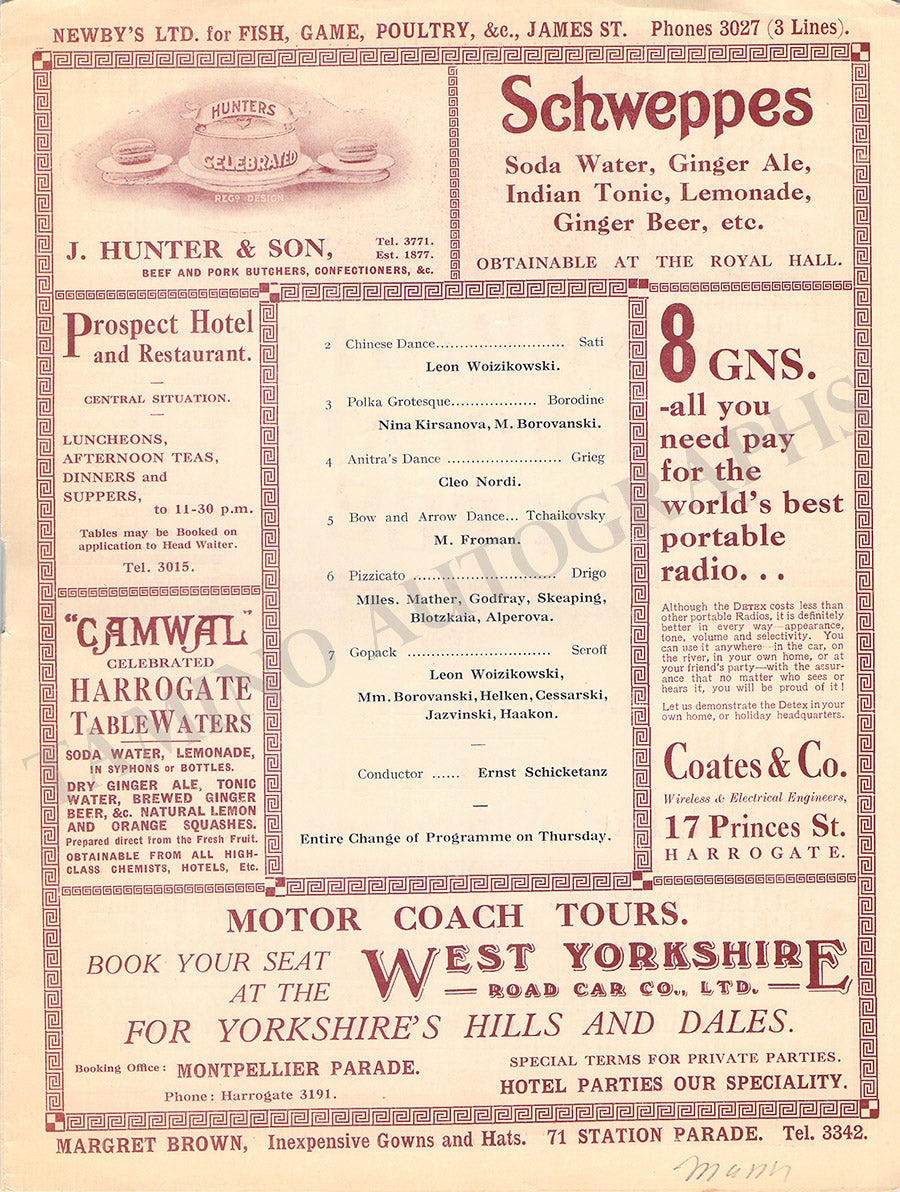 NEWBY'S LTD. for FISH, GAME, POULTRY, &c., JAMES ST. Phones 3027 (3 Lines).
HUNTERS
CELEBRATED
REGD DESIGN
J. HUNTER & SON,
Tel. 3771.
Est. 1877.
BEEF AND PORK BUTCHERS, CONFECTIONERS, &c.
Schweppes
Soda Water, Ginger Ale,
Indian Tonic, Lemonade,
Ginger Beer, etc.
OBTAINABLE AT THE ROYAL HALL.
Prospect Hotel
and Restaurant.
CENTRAL SITUATION.
LUNCHEONS,
AFTERNOON TEAS,
DINNERS and
SUPPERS,
to 11-30 p.m.
Tables may be Booked on
application to Head Waiter.
Tel. 3015.
"CAMWAL"
CELEBRATED
HARROGATE
TABLE WATERS
SODA WATER, LEMONADE,
IN SYPHONS OR BOTTLES.
DRY GINGER ALE, TONIC
WATER, BREWED GINGER
BEER, &c. NATURAL LEMON
AND ORANGE SQUASHES.
Prepared direct from the Fresh Fruit.
OBTAINABLE FROM ALL HIGH-
CLASS CHEMISTS, HOTELS, Etc.
2 Chinese Dance........................... Sati
Leon Woizikowski.
3 Polka Grotesque.................. Borodine
Nina Kirsanova, M. Borovanski.
4 Anitra's Dance ........................ Grieg
Cleo Nordi.
5 Bow and Arrow Dance... Tchaikovsky
M. Froman.
6 Pizzicato .............................. Drigo
Mlles. Mather, Godfray, Skeaping,
Blotzkaia, Alperova.
7 Gopack .............................. Seroff
Leon Woizikowski,
Mm. Borovanski, Helken, Cessarski,
Jazvinski, Haakon.
Conductor ...... Ernst Schicketanz
Entire Change of Programme on Thursday.
8 GNS.
-all you
need pay
for the
world's best
portable
radio. . .
Although the DETEX costs less than
other portable Radios, it is definitely
better in every way—appearance,
tone, volume and selectivity. You
can use it anywhere—in the car, on
the river, in your own home, or at
your friend's party—with the assur-
ance that no matter who sees or
hears it, you will be proud of it !
Let us demonstrate the Detex in your
own home, or holiday headquarters.
Coates & Co.
Wireless & Electrical Engineers,
17 Princes St.
HARROGATE.
MOTOR COACH TOURS.
BOOK YOUR SEAT
AT THE
WEST YORKSHIRE
ROAD CAR CO., LTD.
FOR YORKSHIRE'S HILLS AND DALES.
Booking Office: MONTPELLIER PARADE.
Phone: Harrogate 3191.
SPECIAL TERMS FOR PRIVATE PARTIES.
HOTEL PARTIES OUR SPECIALITY.
MARGRET BROWN, Inexpensive Gowns and Hats. 71 STATION PARADE. Tel. 3342.
TAMINO AUTOGRAPHS